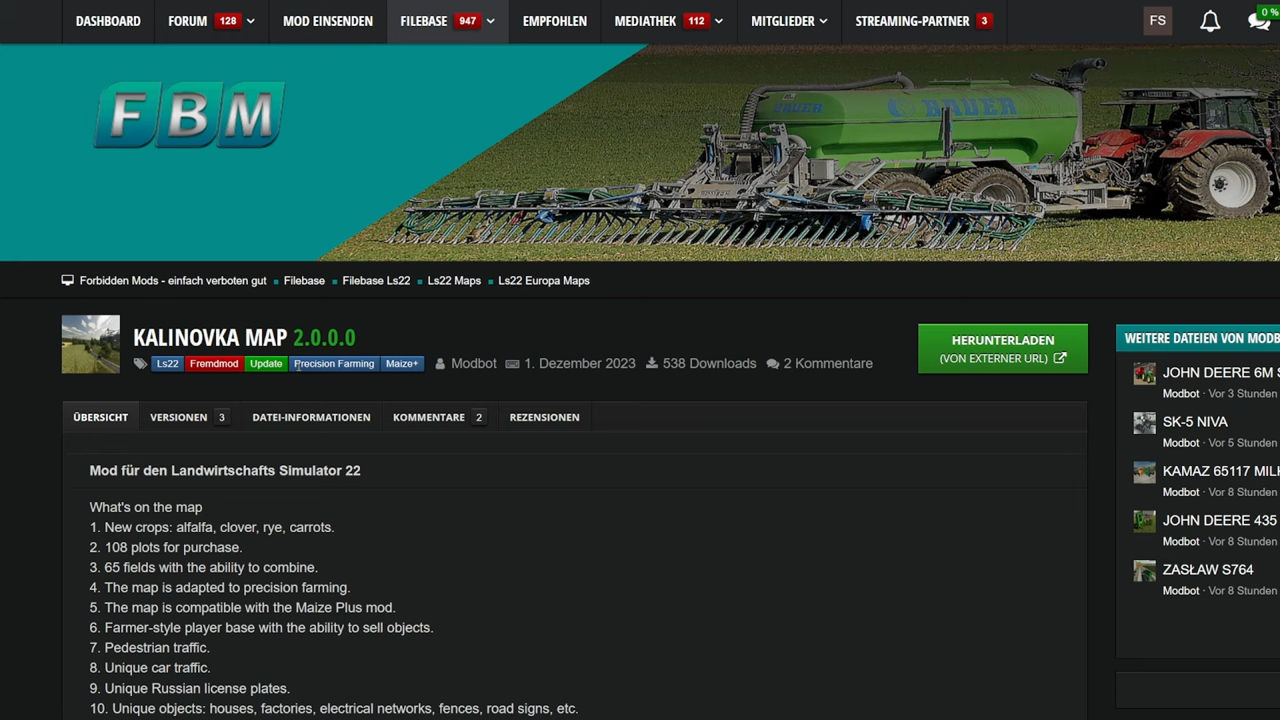 DASHBOARD FORUM 128 MOD EINSENDEN FILEBASE 947 EMPFOHLEN MEDIATHEK 112 MITGLIEDER STREAMING-PARTNER 3 FS 0 %
FBM
BAUER BAUER
Forbidden Mods - einfach verboten gut Filebase Filebase Ls22 Ls22 Maps Ls22 Europa Maps
KALINOVKA MAP 2.0.0.0
Ls22 Fremdmod Update Precision Farming Maize+ Modbot 1. Dezember 2023 538 Downloads 2 Kommentare
HERUNTERLADEN
(VON EXTERNER URL)
ÜBERSICHT VERSIONEN 3 DATEI-INFORMATIONEN KOMMENTARE 2 REZENSIONEN
Mod für den Landwirtschafts Simulator 22
What's on the map
1. New crops: alfalfa, clover, rye, carrots.
2. 108 plots for purchase.
3. 65 fields with the ability to combine.
4. The map is adapted to precision farming.
5. The map is compatible with the Maize Plus mod.
6. Farmer-style player base with the ability to sell objects.
7. Pedestrian traffic.
8. Unique car traffic.
9. Unique Russian license plates.
10. Unique objects: houses, factories, electrical networks, fences, road signs, etc.
WEITERE DATEIEN VON MODB
JOHN DEERE 6M S
Modbot · Vor 3 Stunden
SK-5 NIVA
Modbot · Vor 5 Stunden
KAMAZ 65117 MILK
Modbot · Vor 8 Stunden
JOHN DEERE 435
Modbot · Vor 8 Stunden
ZASŁAW S764
Modbot · Vor 8 Stunden